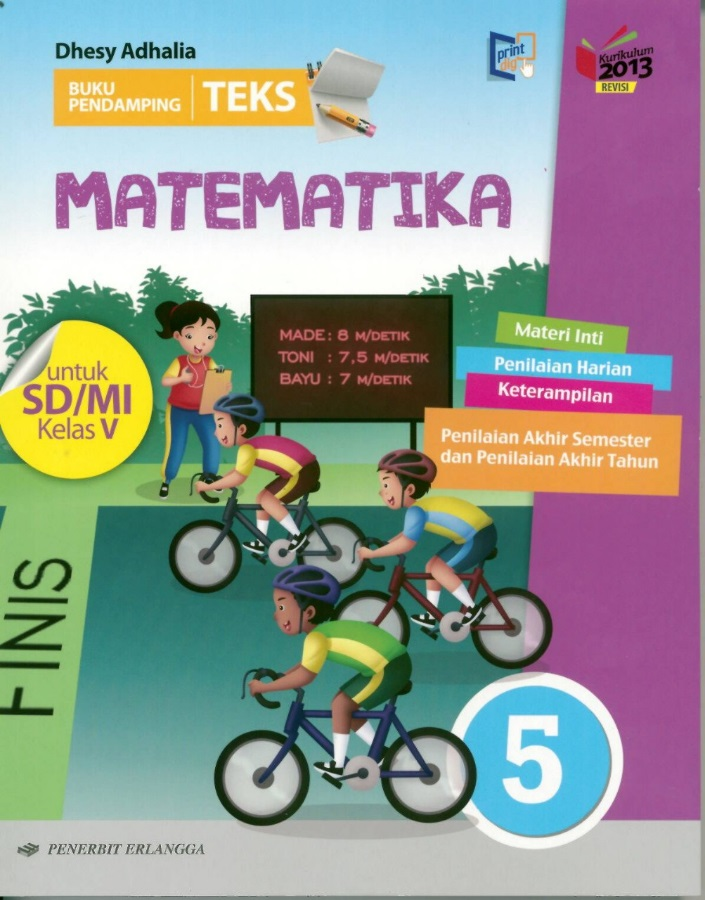 Dhesy Adhalia
print
digi
Kurikulum
2013
REVISI
BUKU
PENDAMPING
TEKS
MATEMATIKA
MADE : 8 M/DETIK
TONI : 7,5 M/DETIK
BAYU : 7 M/DETIK
untuk
SD/MI
Kelas V
Materi Inti
Penilaian Harian
Keterampilan
Penilaian Akhir Semester
dan Penilaian Akhir Tahun
FINIS
5
PENERBIT ERLANGGA